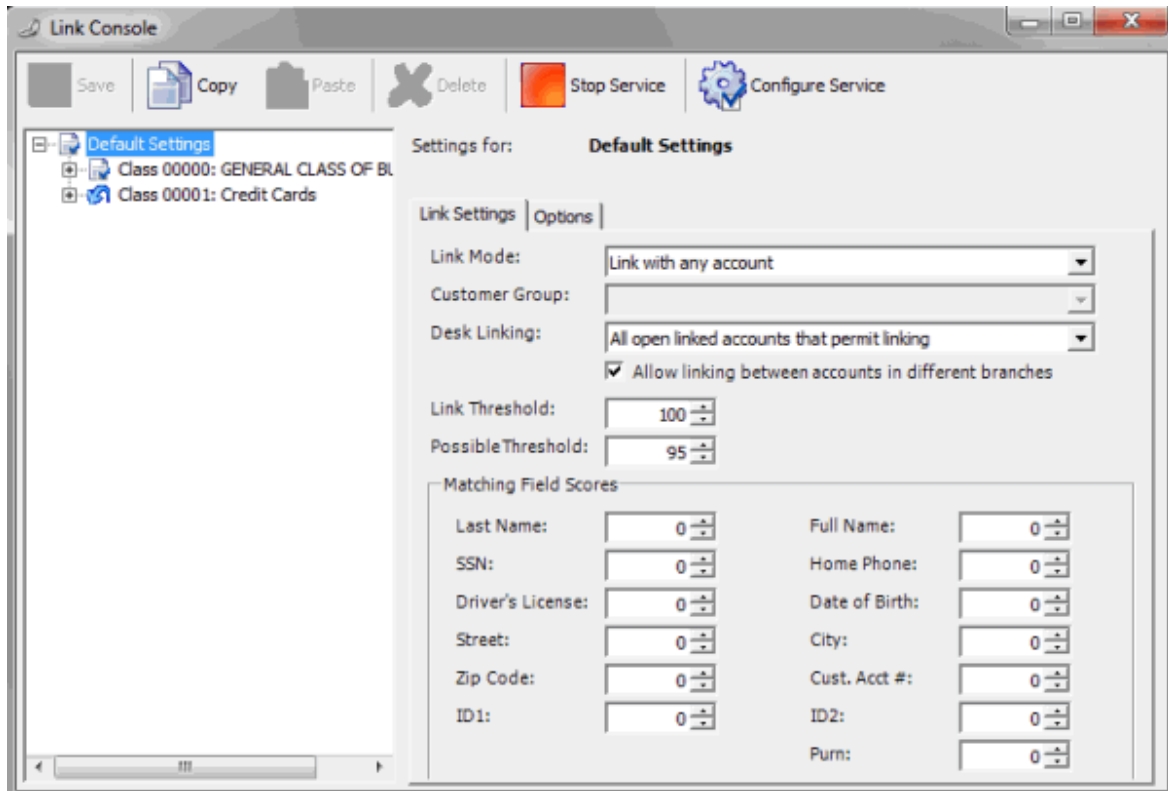 Link Console
Save Copy Paste Delete Stop Service Configure Service
Default Settings
Class 00000: GENERAL CLASS OF BU
Class 00001: Credit Cards
Settings for: Default Settings
Link Settings Options
Link Mode: Link with any account
Customer Group:
Desk Linking: All open linked accounts that permit linking
Allow linking between accounts in different branches
Link Threshold: 100
PossibleThreshold: 95
Matching Field Scores
Last Name: 0 Full Name: 0
SSN: 0 Home Phone: 0
Driver's License: 0 Date of Birth: 0
Street: 0 City: 0
Zip Code: 0 Cust. Acct #: 0
ID1: 0 ID2: 0
Purn: 0